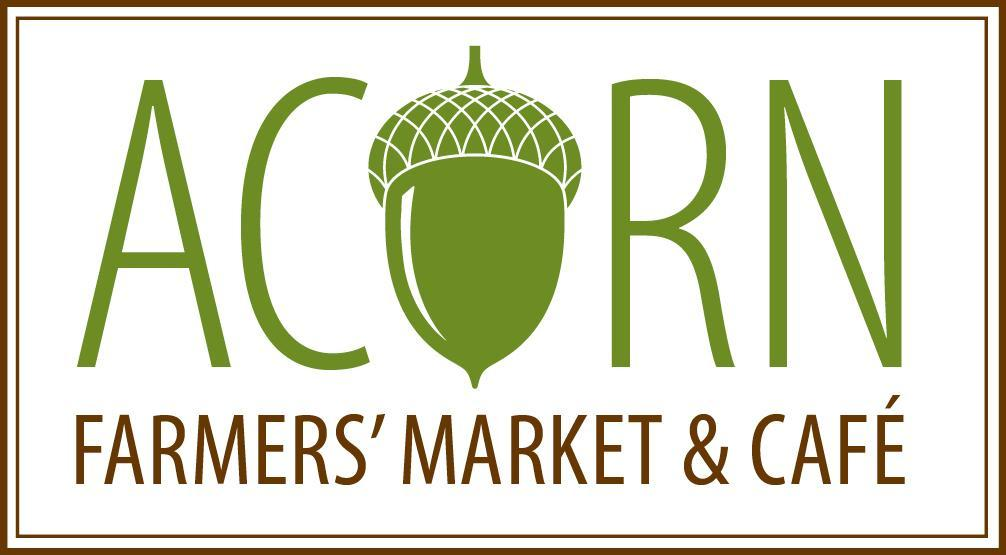 ACORN
FARMERS’ MARKET & CAFÉ